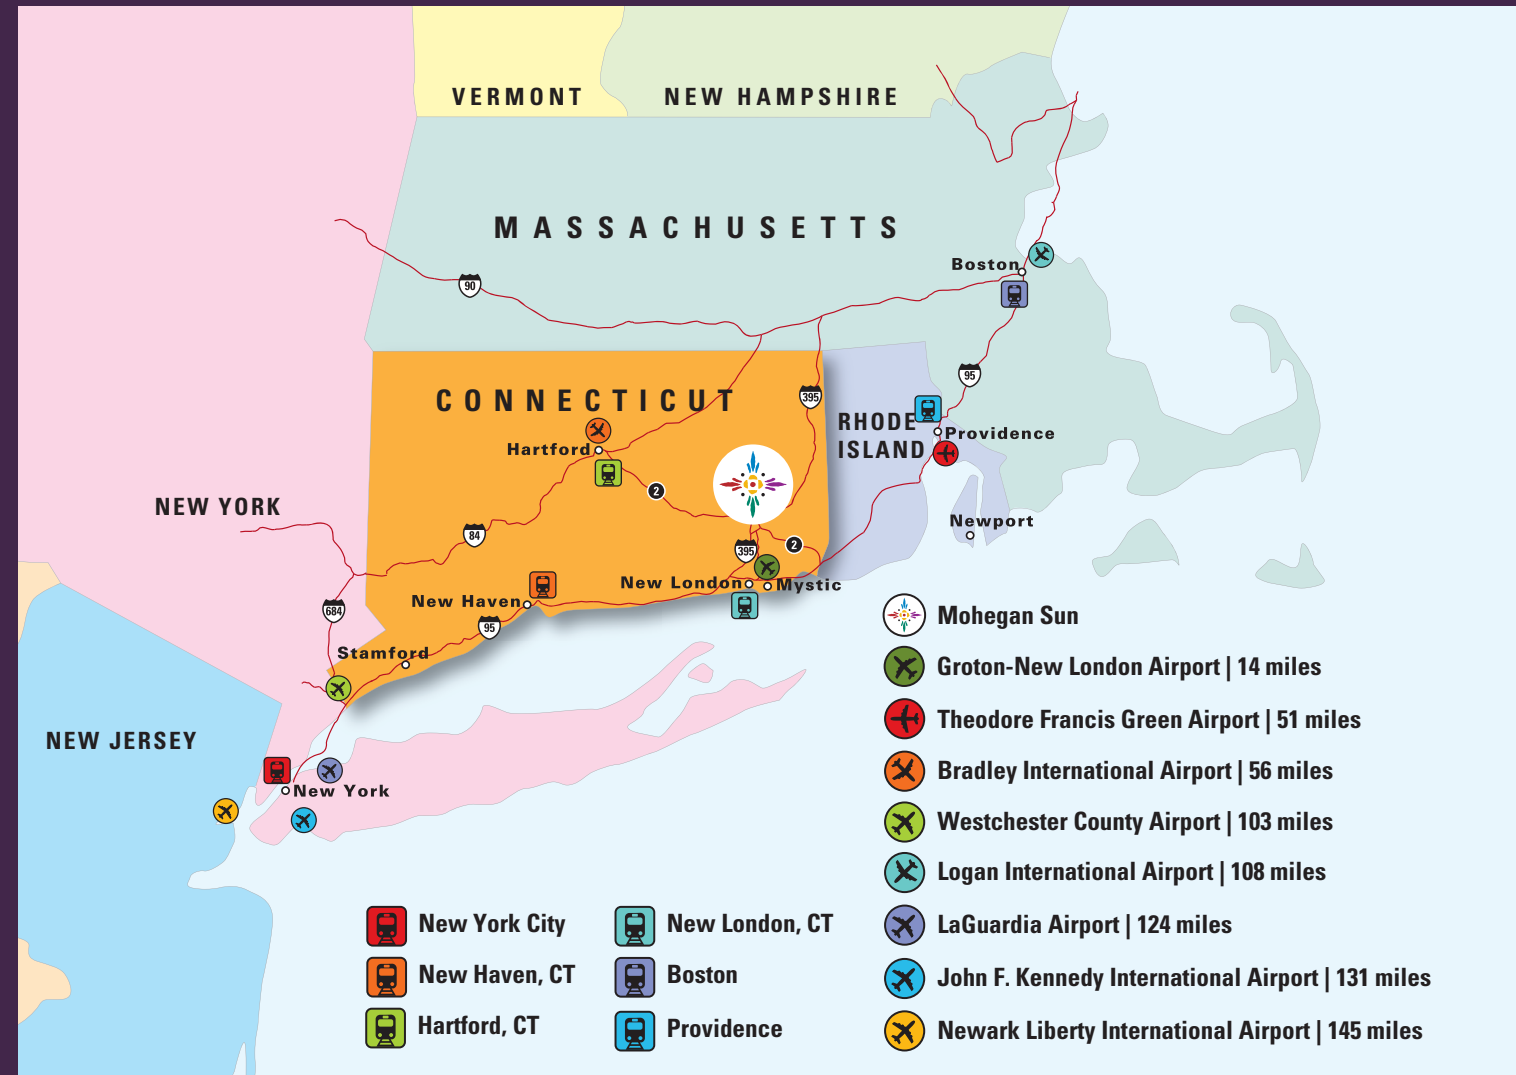 VERMONT
NEW HAMPSHIRE
MASSACHUSETTS
Boston
90
95
CONNECTICUT
395
RHODE
ISLAND
Providence
Hartford
2
NEW YORK
Newport
84
395
2
New London
Mystic
New Haven
684
95
Stamford
NEW JERSEY
New York
Mohegan Sun
Groton-New London Airport | 14 miles
Theodore Francis Green Airport | 51 miles
Bradley International Airport | 56 miles
Westchester County Airport | 103 miles
Logan International Airport | 108 miles
LaGuardia Airport | 124 miles
John F. Kennedy International Airport | 131 miles
Newark Liberty International Airport | 145 miles
New York City
New Haven, CT
Hartford, CT
New London, CT
Boston
Providence